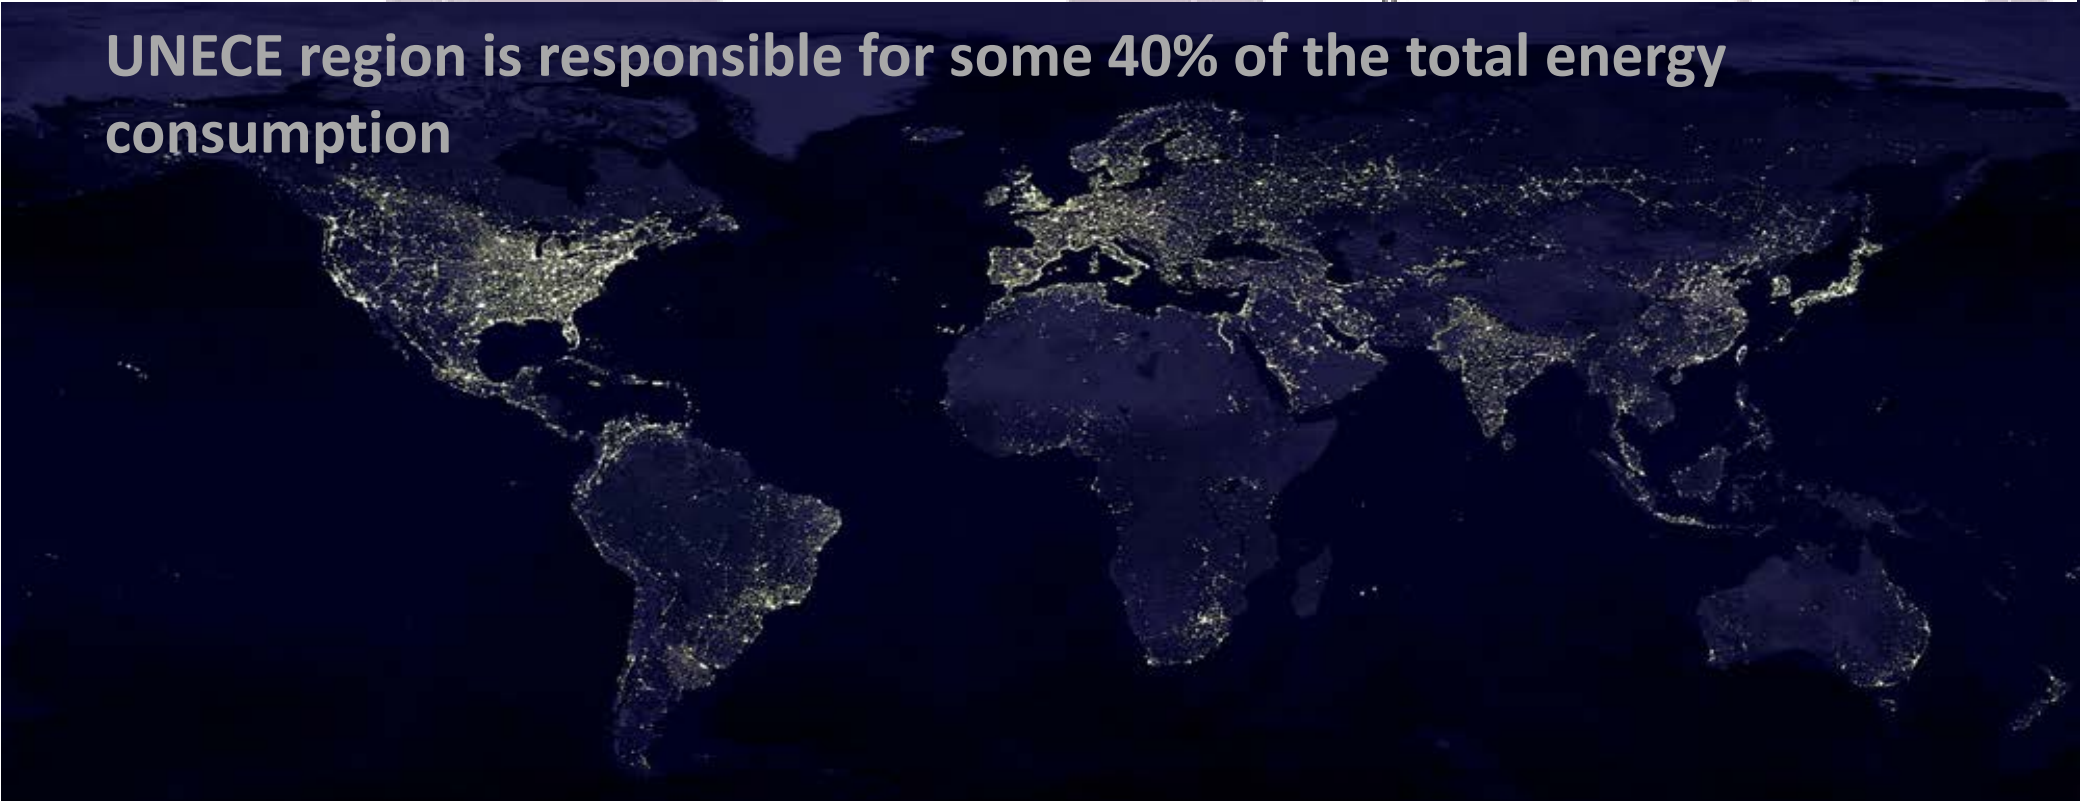 UNECE region is responsible for some 40% of the total energy
consumption